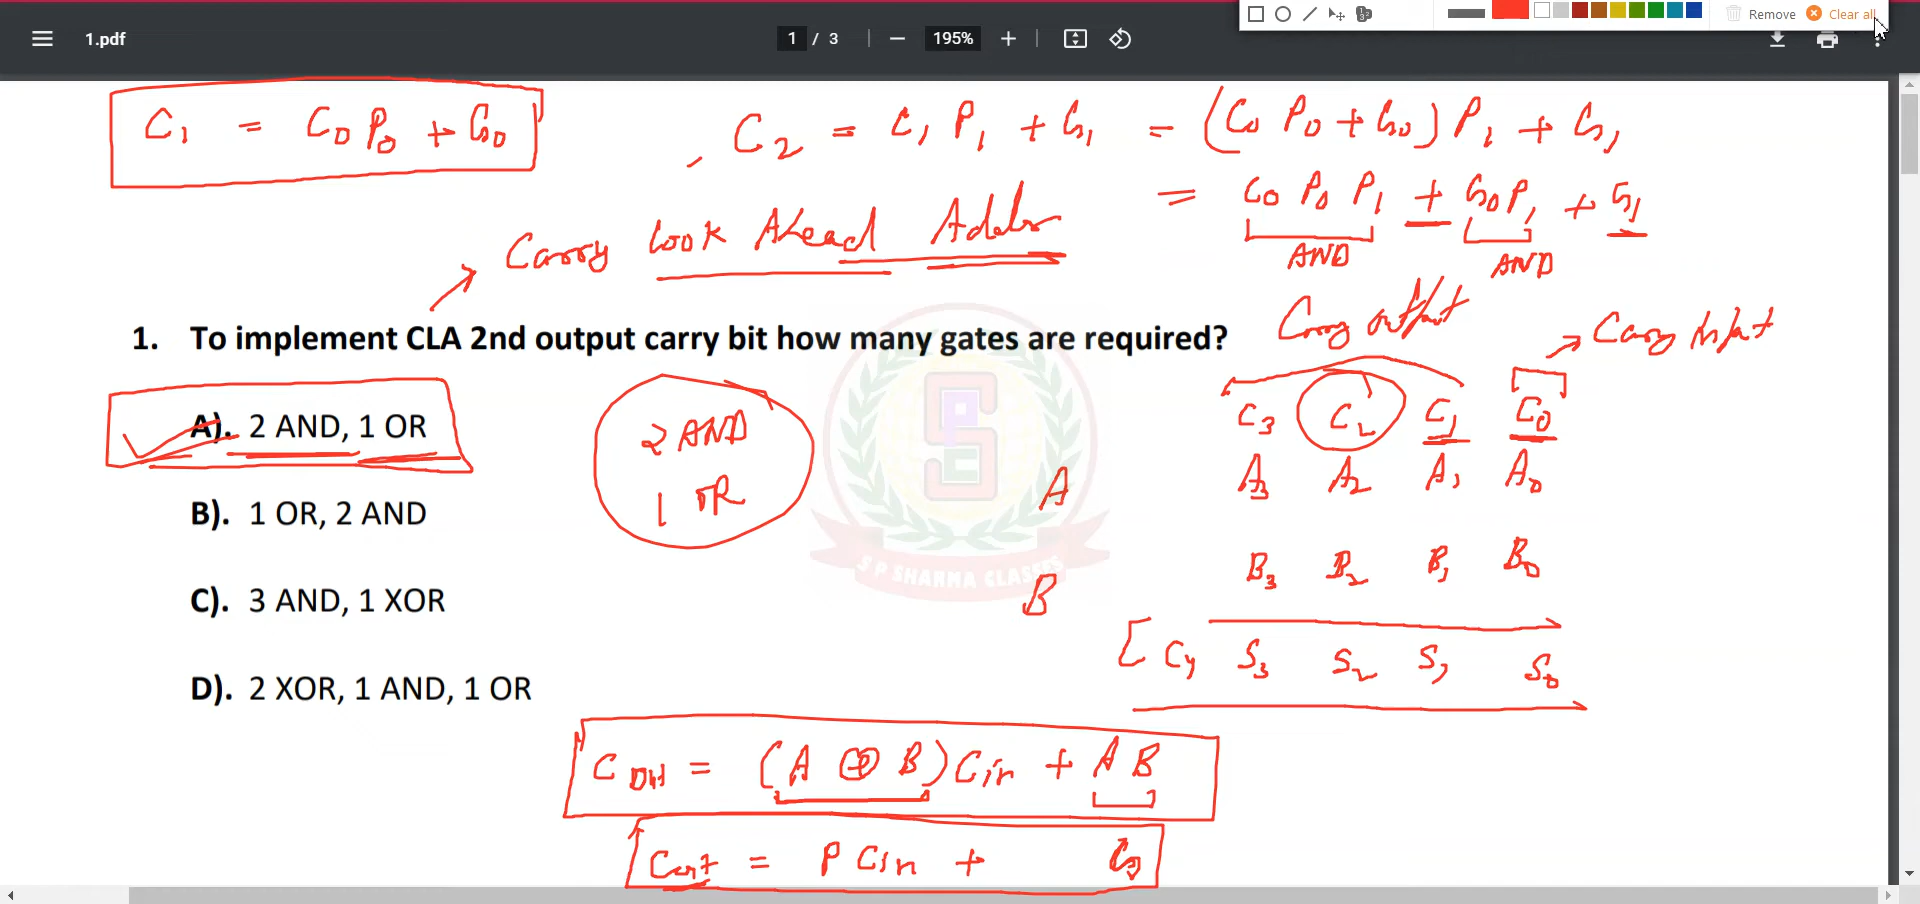 1.pdf 1 / 3 195% Remove Clear all
C1 = C0 P0 + G0
C2 = C1 P1 + G1 = (C0 P0 + G0) P1 + G1
= C0 P0 P1 + G0 P1 + G1
AND AND
Carry Look Ahead Adder
Carry output
Carry Input
1. To implement CLA 2nd output carry bit how many gates are required?
A). 2 AND, 1 OR
B). 1 OR, 2 AND
C). 3 AND, 1 XOR
D). 2 XOR, 1 AND, 1 OR
2 AND
1 OR
C3 C2 C1 C0
A A3 A2 A1 A0
B B3 B2 B1 B0
C4 S3 S2 S1 S0
S P SHARMA CLASSES
C out = (A ⊕ B) Cin + A B
Cout = P Cin + G